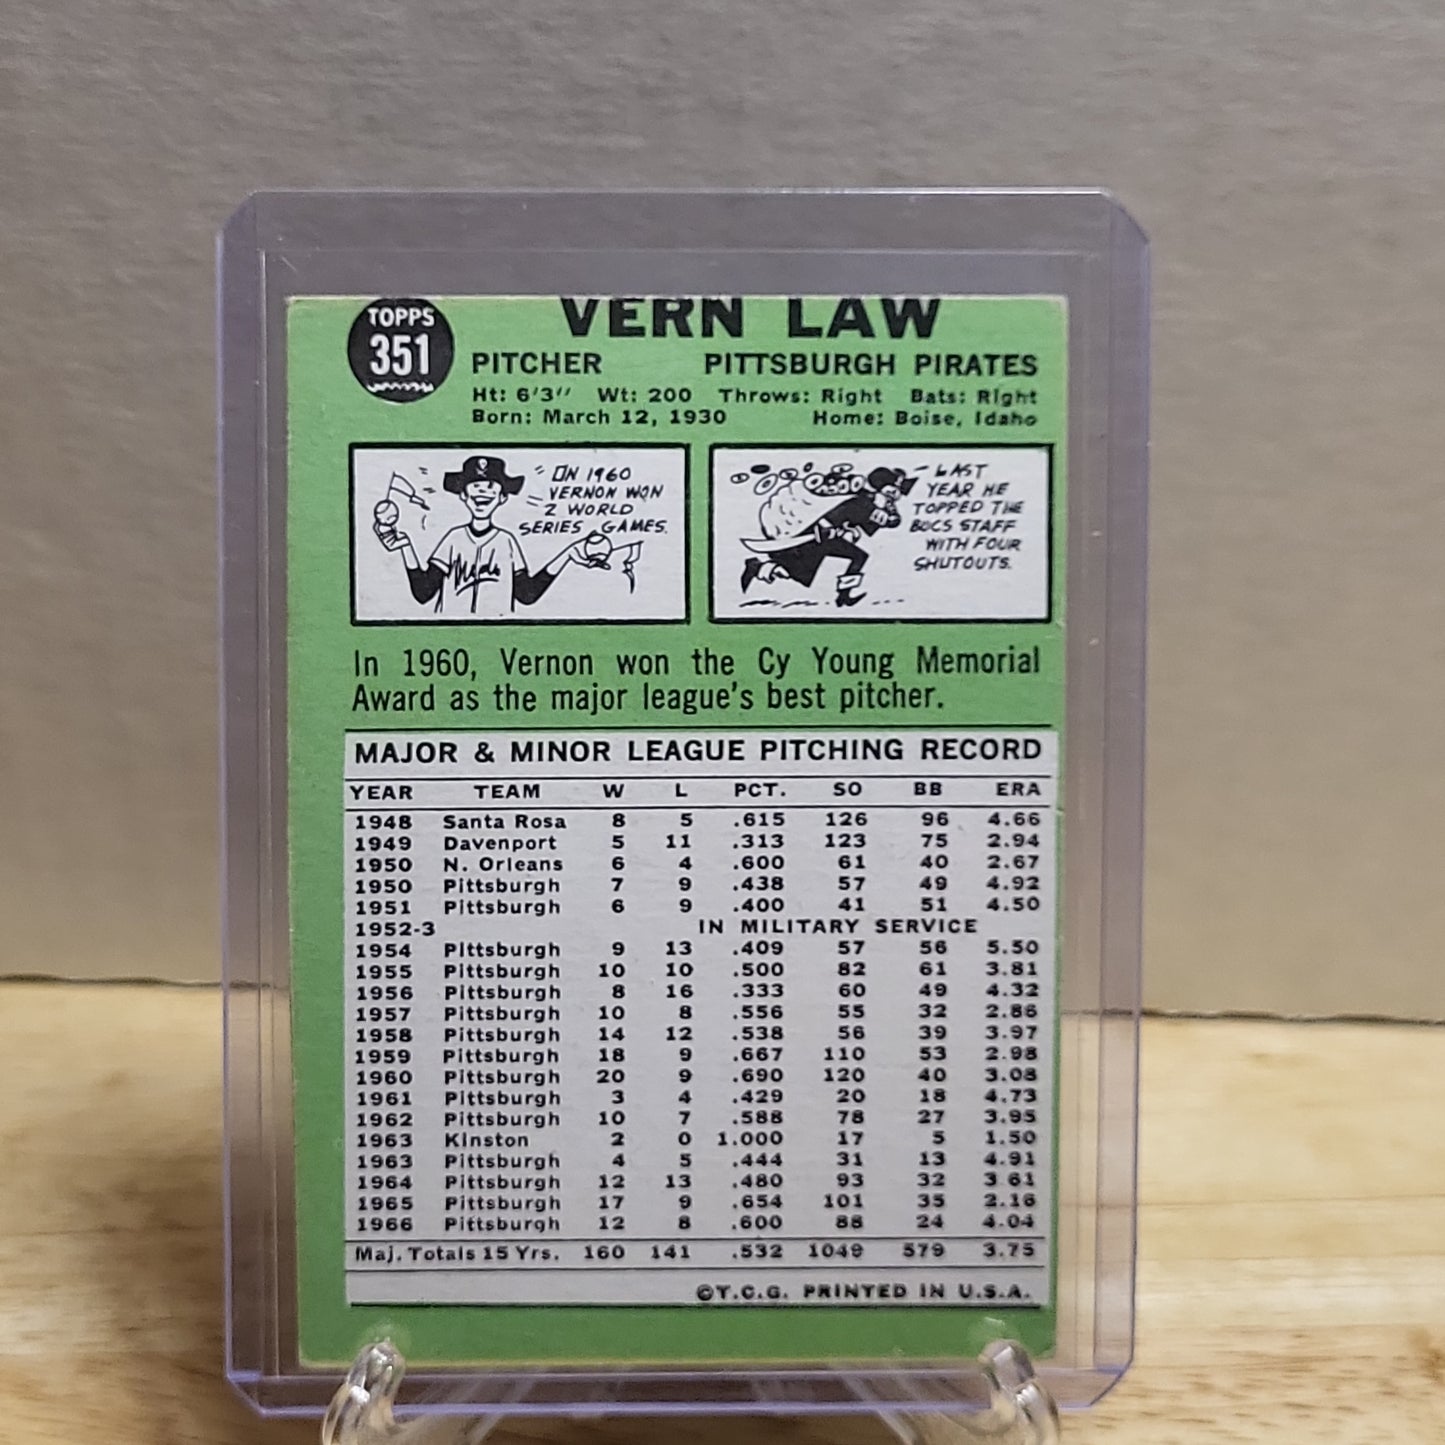 TOPPS
351
VERN LAW
PITCHER PITTSBURGH PIRATES
Ht: 6'3" Wt: 200 Throws: Right Bats: Right
Born: March 12, 1930 Home: Boise, Idaho
IN 1960
VERNON WON
2 WORLD
SERIES GAMES.
LAST
YEAR HE
TOPPED THE
BUCS STAFF
WITH FOUR
SHUTOUTS.
In 1960, Vernon won the Cy Young Memorial
Award as the major league's best pitcher.
MAJOR & MINOR LEAGUE PITCHING RECORD
YEAR TEAM W L PCT. SO BB ERA
1948 Santa Rosa 8 5 .615 126 96 4.66
1949 Davenport 5 11 .313 123 75 2.94
1950 N. Orleans 6 4 .600 61 40 2.67
1950 Pittsburgh 7 9 .438 57 49 4.92
1951 Pittsburgh 6 9 .400 41 51 4.50
1952-3 IN MILITARY SERVICE
1954 Pittsburgh 9 13 .409 57 56 5.50
1955 Pittsburgh 10 10 .500 82 61 3.81
1956 Pittsburgh 8 16 .333 60 49 4.32
1957 Pittsburgh 10 8 .556 55 32 2.86
1958 Pittsburgh 14 12 .538 56 39 3.97
1959 Pittsburgh 18 9 .667 110 53 2.98
1960 Pittsburgh 20 9 .690 120 40 3.08
1961 Pittsburgh 3 4 .429 20 18 4.73
1962 Pittsburgh 10 7 .588 78 27 3.95
1963 Kinston 2 0 1.000 17 5 1.50
1963 Pittsburgh 4 5 .444 31 13 4.91
1964 Pittsburgh 12 13 .480 93 32 3.61
1965 Pittsburgh 17 9 .654 101 35 2.16
1966 Pittsburgh 12 8 .600 88 24 4.04
Maj. Totals 15 Yrs. 160 141 .532 1049 579 3.75
©T.C.G. PRINTED IN U.S.A.